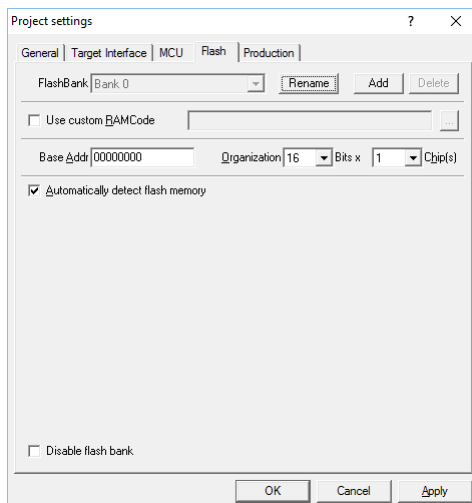 Project settings ? ×
General Target Interface MCU Flash Production
FlashBank Bank 0 Rename Add Delete
Use custom RAMCode ...
Base Addr 00000000 Organization 16 Bits x 1 Chip(s)
Automatically detect flash memory
Disable flash bank
OK Cancel Apply